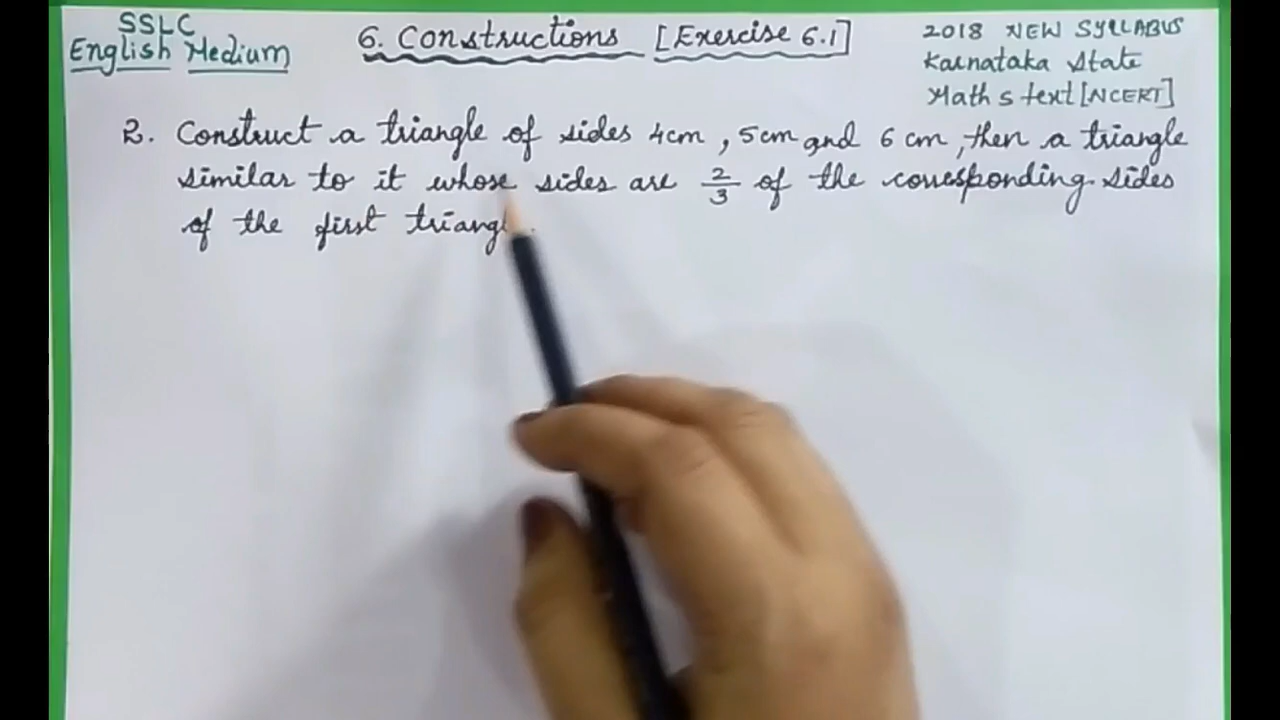 SSLC
English Medium
6. Constructions [Exercise 6.1]
2018 NEW SYLLABUS
Karnataka State
Maths text [NCERT]
2. Construct a triangle of sides 4cm, 5cm and 6 cm, then a triangle
similar to it whose sides are 2/3 of the corresponding sides
of the first triangl